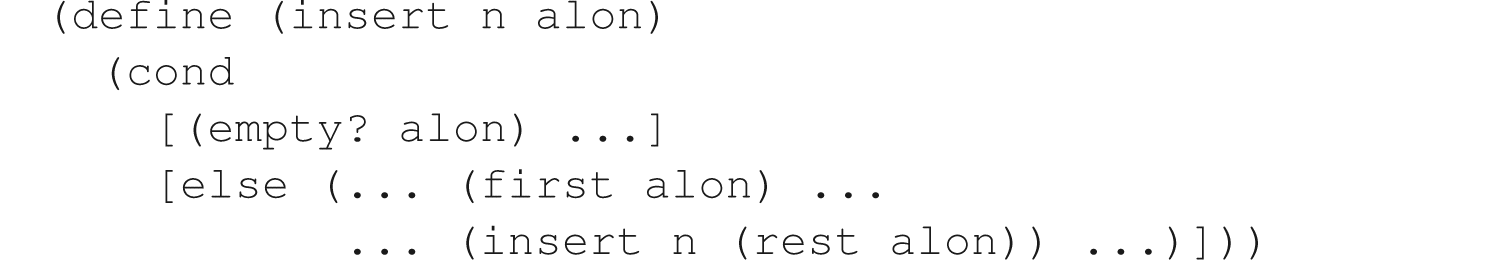 (define (insert n alon)
  (cond
    [(empty? alon) ...]
    [else (... (first alon) ...
           ... (insert n (rest alon)) ...)]))